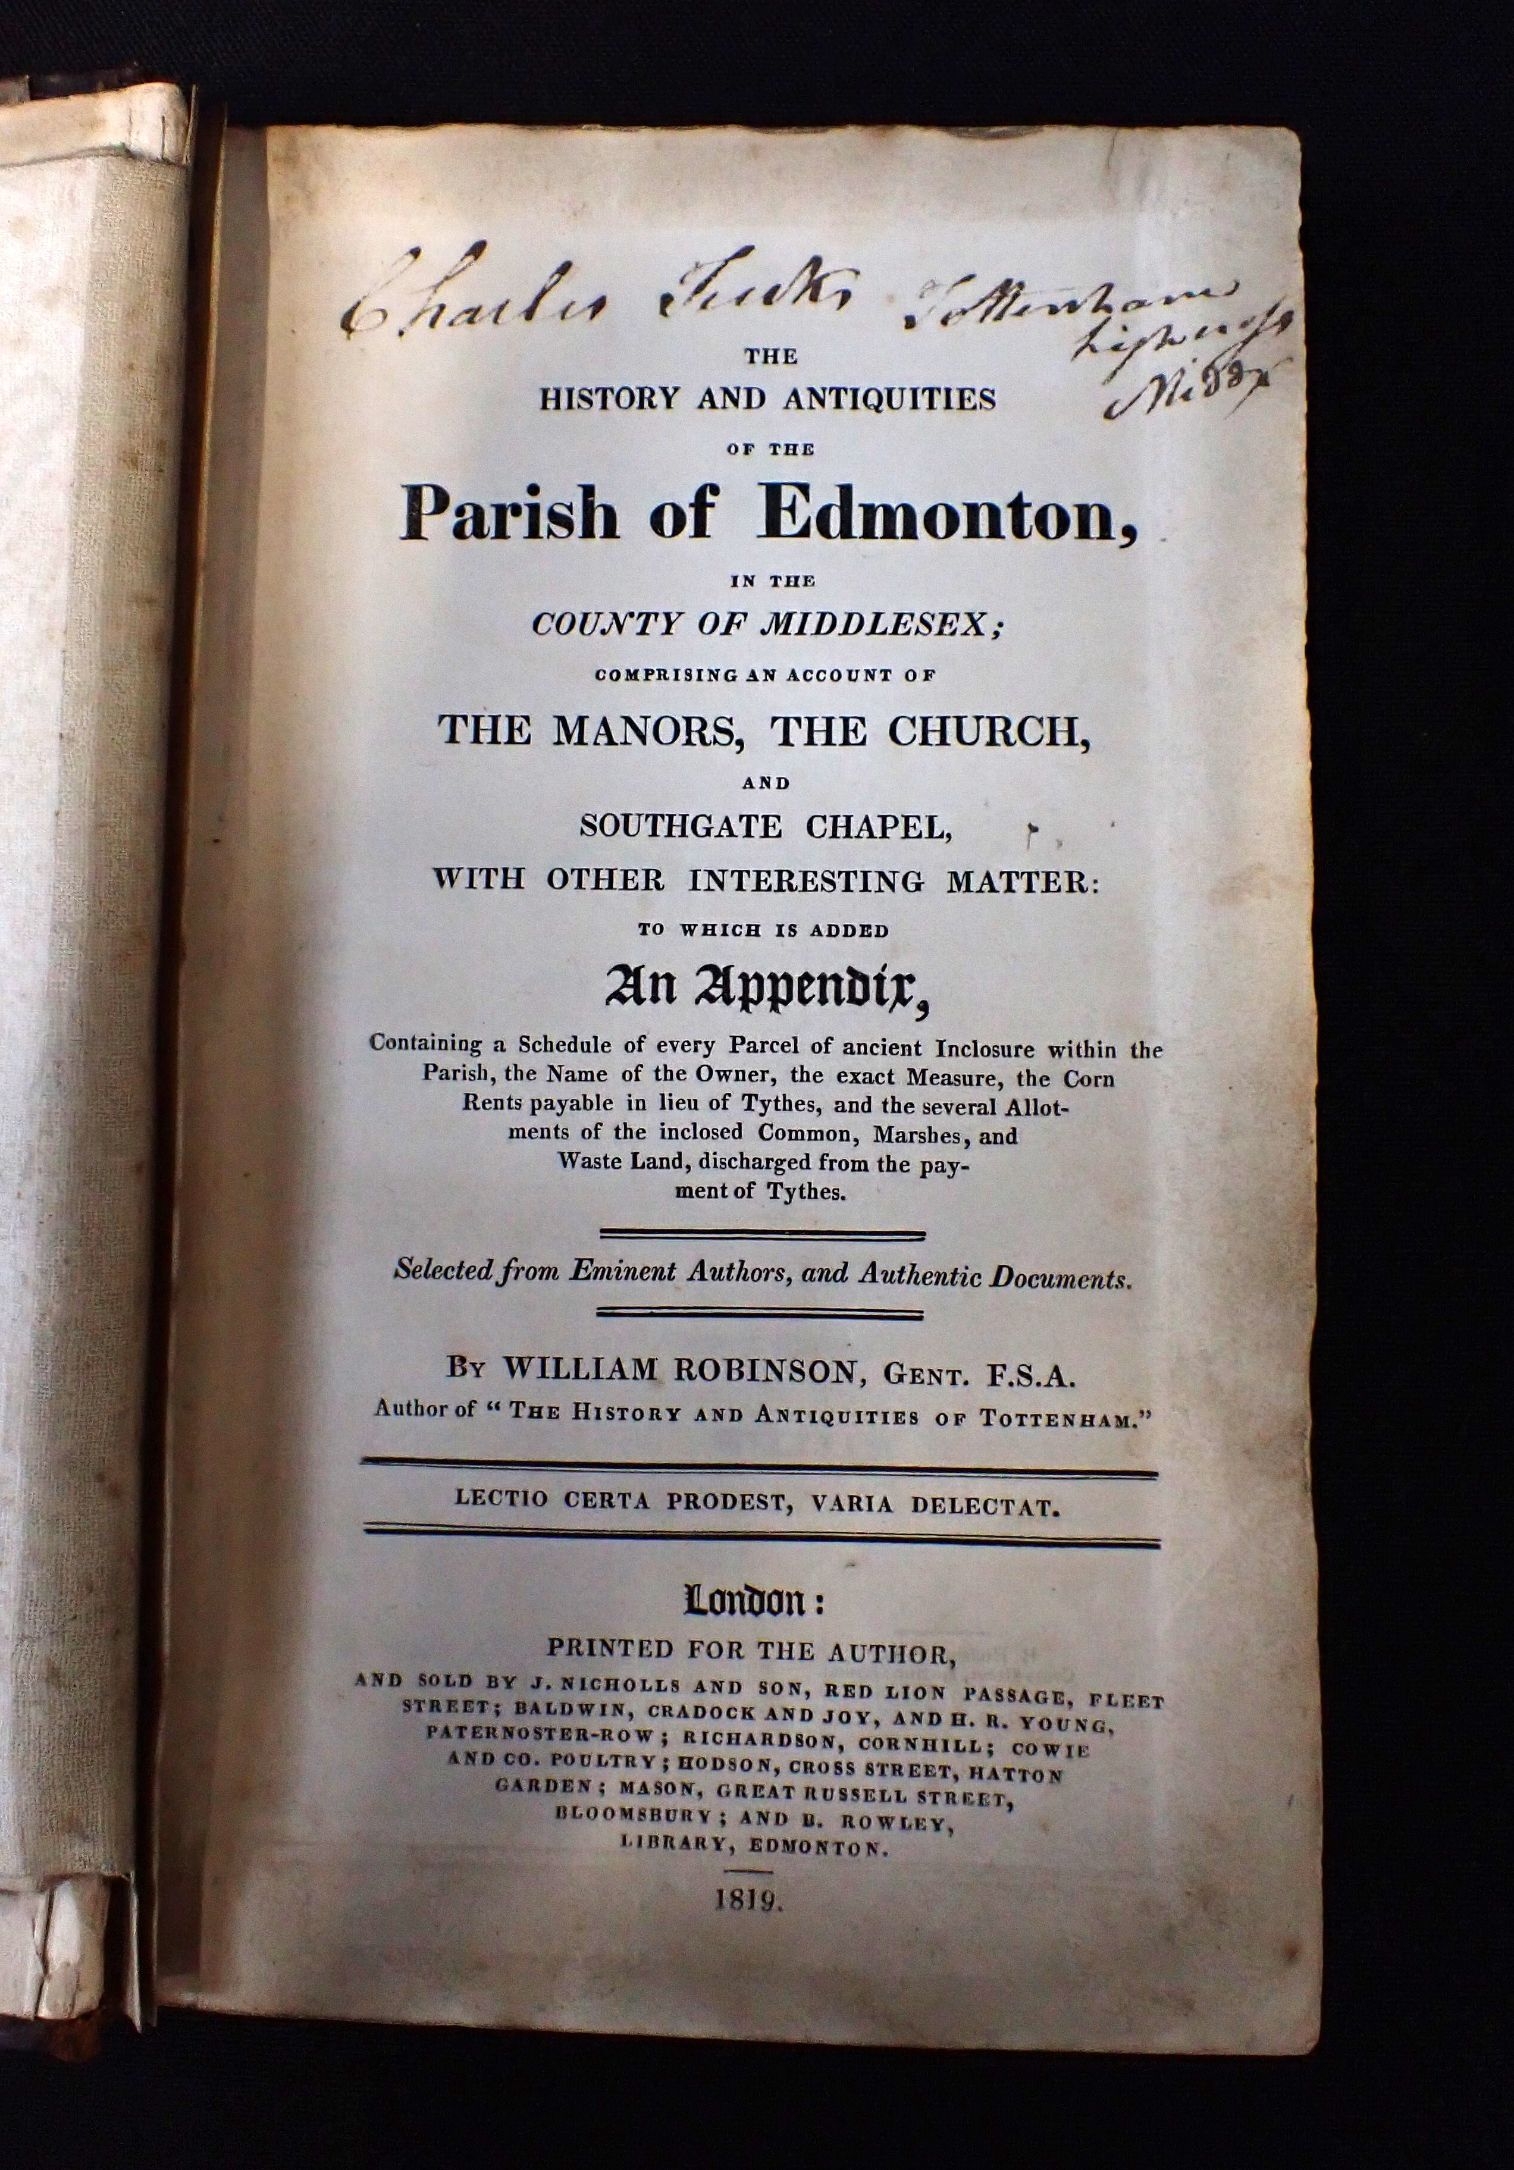 Charles Tuck Tottenham
high cross
Middx
THE
HISTORY AND ANTIQUITIES
OF THE
Parish of Edmonton,
IN THE
COUNTY OF MIDDLESEX;
COMPRISING AN ACCOUNT OF
THE MANORS, THE CHURCH,
AND
SOUTHGATE CHAPEL,
WITH OTHER INTERESTING MATTER:
TO WHICH IS ADDED
An Appendix,
Containing a Schedule of every Parcel of ancient Inclosure within the
Parish, the Name of the Owner, the exact Measure, the Corn
Rents payable in lieu of Tythes, and the several Allot-
ments of the inclosed Common, Marshes, and
Waste Land, discharged from the pay-
ment of Tythes.
Selected from Eminent Authors, and Authentic Documents.
BY WILLIAM ROBINSON, GENT. F.S.A.
Author of "THE HISTORY AND ANTIQUITIES OF TOTTENHAM."
LECTIO CERTA PRODEST, VARIA DELECTAT.
London:
PRINTED FOR THE AUTHOR,
AND SOLD BY J. NICHOLLS AND SON, RED LION PASSAGE, FLEET
STREET; BALDWIN, CRADOCK AND JOY, AND H. R. YOUNG,
PATERNOSTER-ROW; RICHARDSON, CORNHILL; COWIE
AND CO. POULTRY; HODSON, CROSS STREET, HATTON
GARDEN; MASON, GREAT RUSSELL STREET,
BLOOMSBURY; AND B. ROWLEY,
LIBRARY, EDMONTON.
1819.